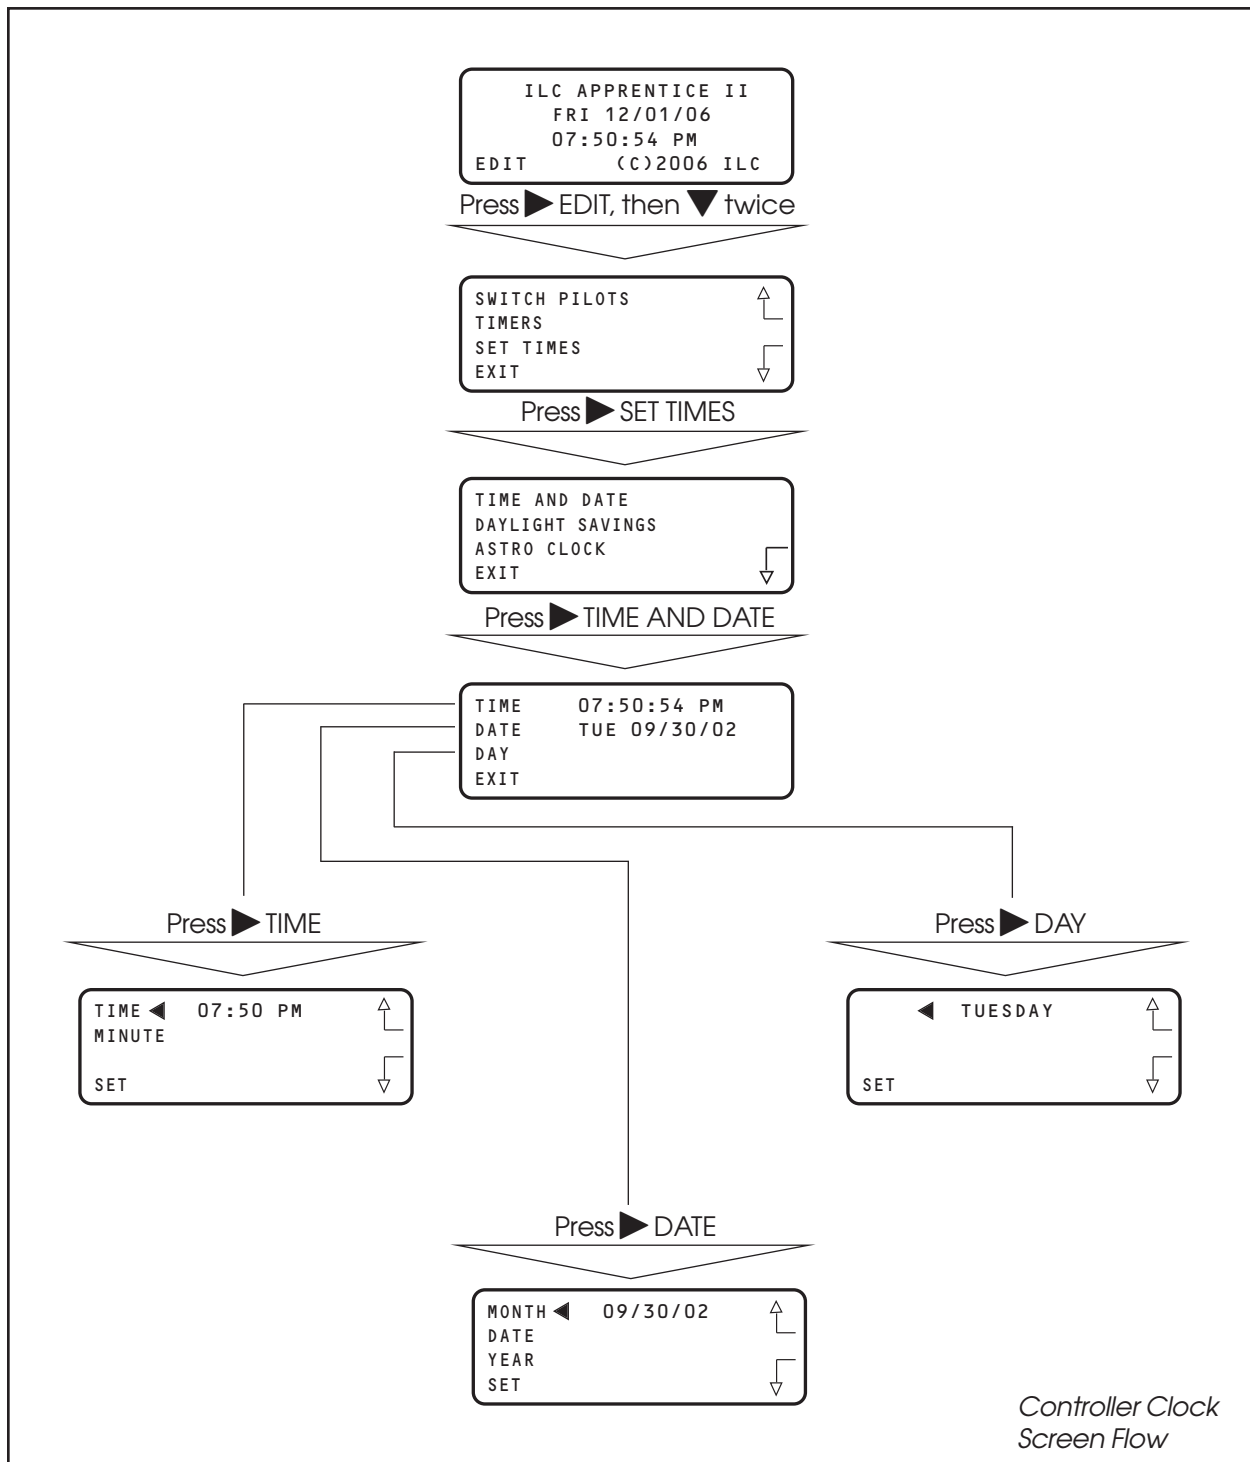 ILC APPRENTICE II
FRI 12/01/06
07:50:54 PM
EDIT (C)2006 ILC
Press ▶ EDIT, then ▼ twice
SWITCH PILOTS
TIMERS
SET TIMES
EXIT
Press ▶ SET TIMES
TIME AND DATE
DAYLIGHT SAVINGS
ASTRO CLOCK
EXIT
Press ▶ TIME AND DATE
TIME 07:50:54 PM
DATE TUE 09/30/02
DAY
EXIT
Press ▶ TIME
TIME ◀ 07:50 PM
MINUTE
SET
Press ▶ DAY
◀ TUESDAY
SET
Press ▶ DATE
MONTH ◀ 09/30/02
DATE
YEAR
SET
Controller Clock
Screen Flow